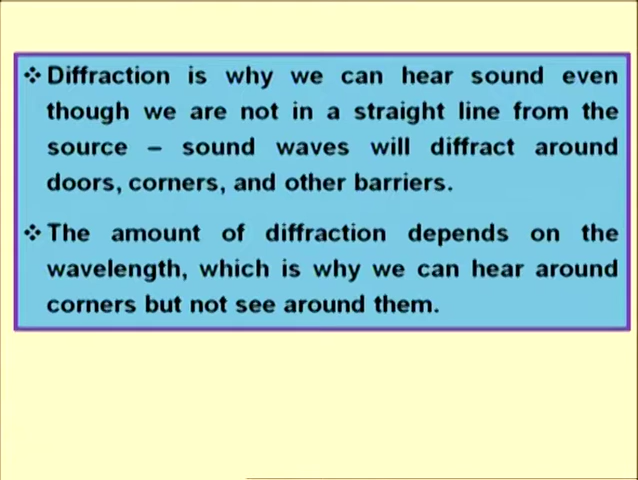 ❖ Diffraction is why we can hear sound even
though we are not in a straight line from the
source – sound waves will diffract around
doors, corners, and other barriers.
❖ The amount of diffraction depends on the
wavelength, which is why we can hear around
corners but not see around them.